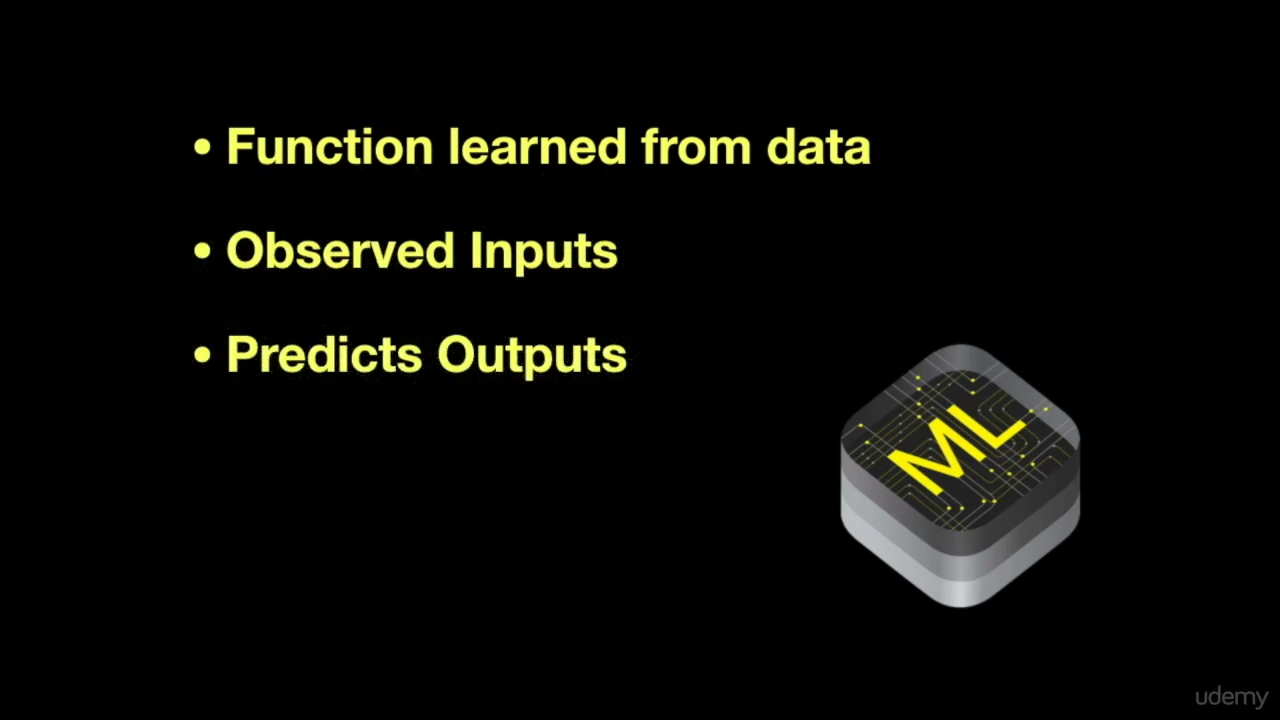 • Function learned from data
• Observed Inputs
• Predicts Outputs
ML
udemy